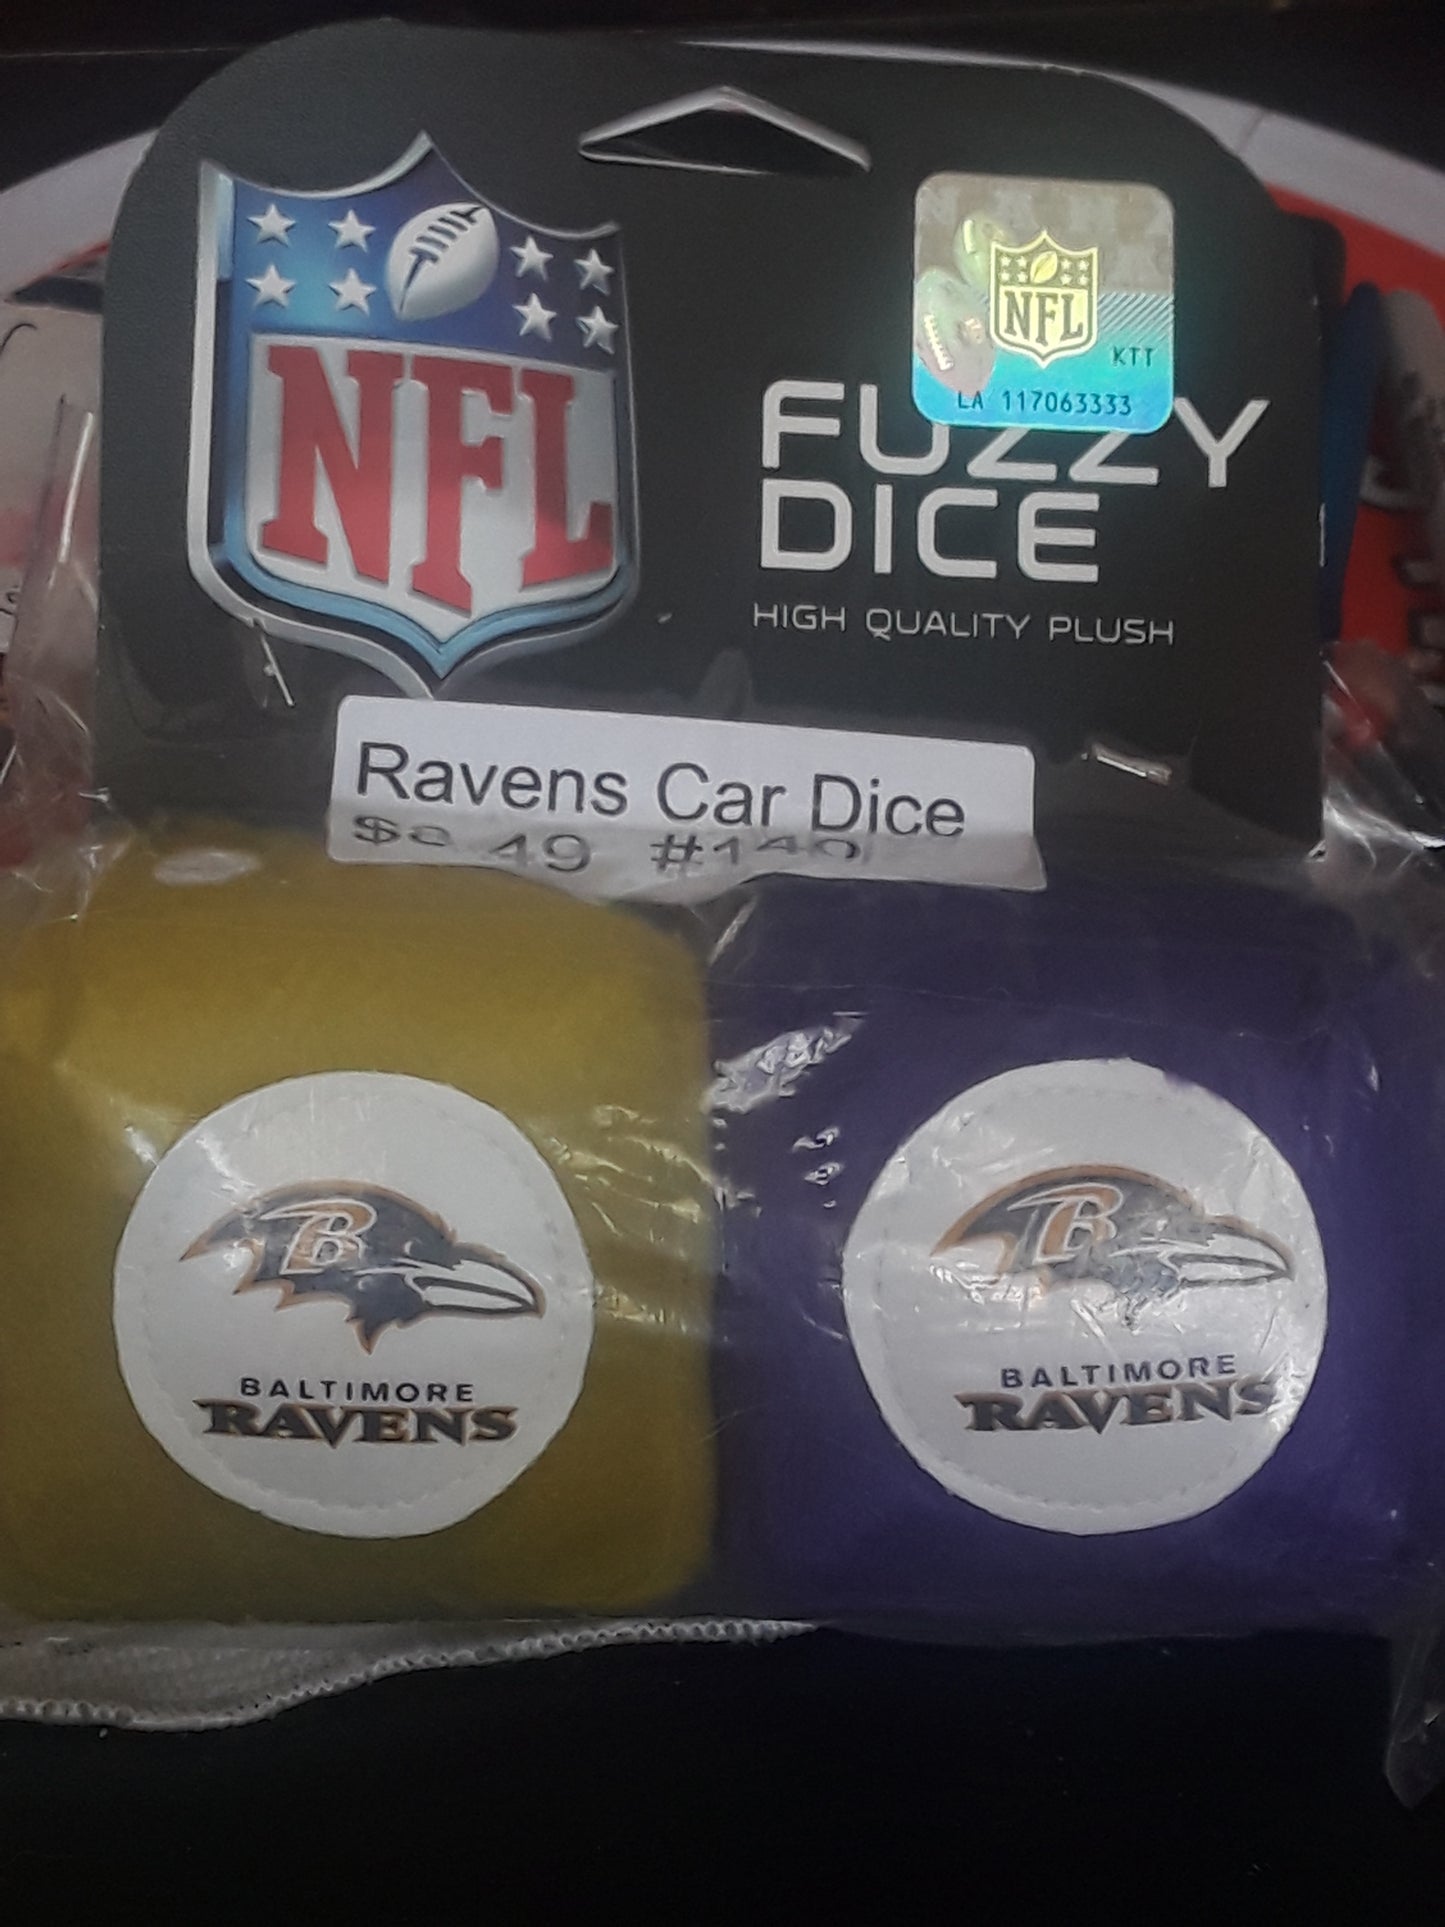 NFL
NFL
KTT
LA 117063333
FUZZY
DICE
HIGH QUALITY PLUSH
Ravens Car Dice
B
BALTIMORE
RAVENS
B
BALTIMORE
RAVENS